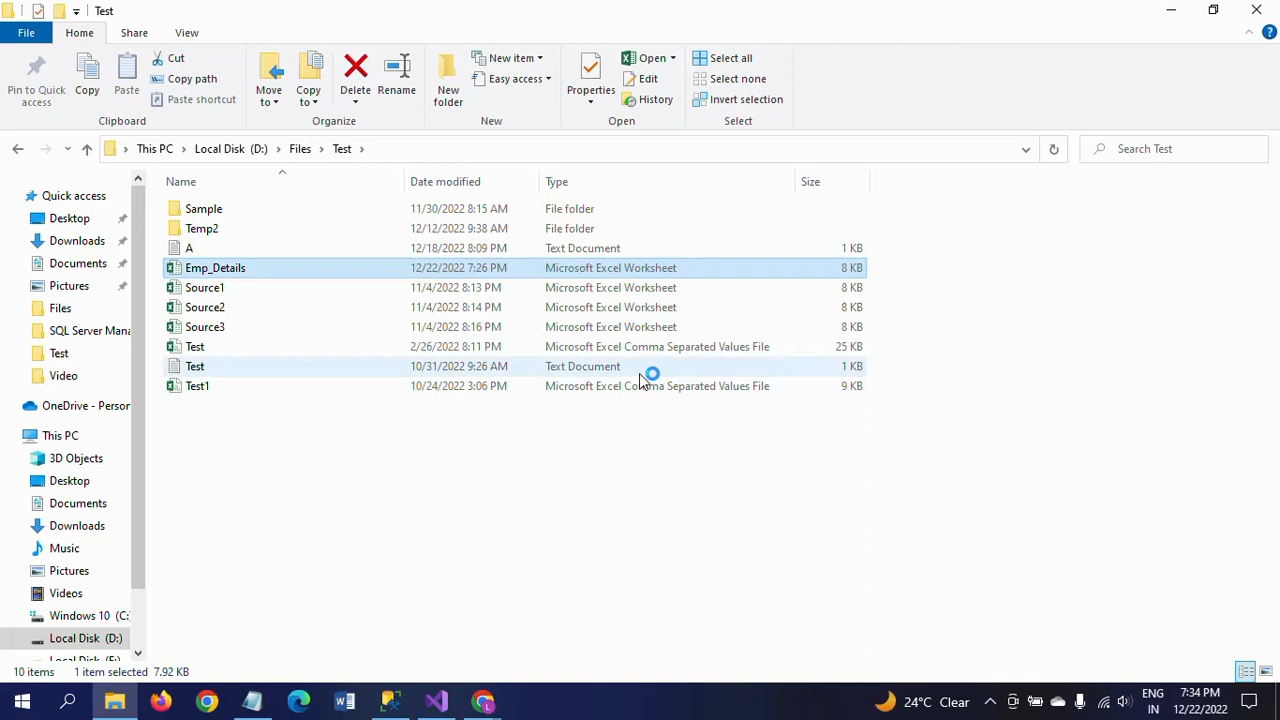 Test
File Home Share View
Pin to Quick access
Copy
Paste
Cut
Copy path
Paste shortcut
Clipboard
Move to
Copy to
Delete
Rename
Organize
New folder
New item
Easy access
New
Properties
Open
Edit
History
Open
Select all
Select none
Invert selection
Select
This PC > Local Disk (D:) > Files > Test >
Search Test
Name Date modified Type Size
Sample 11/30/2022 8:15 AM File folder
Temp2 12/12/2022 9:38 AM File folder
A 12/18/2022 8:09 PM Text Document 1 KB
Emp_Details 12/22/2022 7:26 PM Microsoft Excel Worksheet 8 KB
Source1 11/4/2022 8:13 PM Microsoft Excel Worksheet 8 KB
Source2 11/4/2022 8:14 PM Microsoft Excel Worksheet 8 KB
Source3 11/4/2022 8:16 PM Microsoft Excel Worksheet 8 KB
Test 2/26/2022 8:11 PM Microsoft Excel Comma Separated Values File 25 KB
Test 10/31/2022 9:26 AM Text Document 1 KB
Test1 10/24/2022 3:06 PM Microsoft Excel Comma Separated Values File 9 KB
Quick access
Desktop
Downloads
Documents
Pictures
Files
SQL Server Mana
Test
Video
OneDrive - Person
This PC
3D Objects
Desktop
Documents
Downloads
Music
Pictures
Videos
Windows 10 (C:
Local Disk (D:)
10 items 1 item selected 7.92 KB
24°C Clear
ENG
IN
7:34 PM
12/22/2022